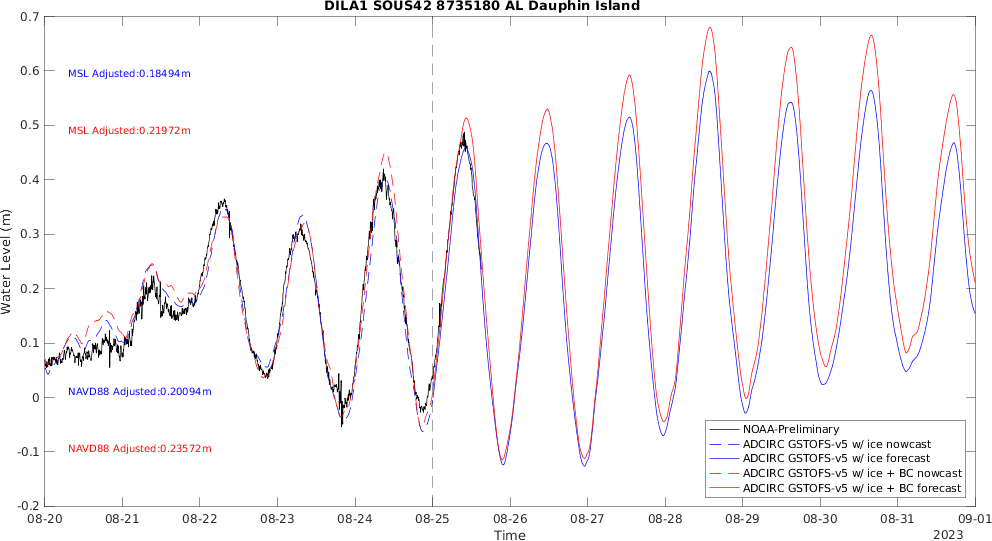 DILA1 SOUS42 8735180 AL Dauphin Island
0.7
0.6
0.5
0.4
0.3
0.2
0.1
0
-0.1
-0.2
Water Level (m)
MSL Adjusted:0.18494m
MSL Adjusted:0.21972m
NAVD88 Adjusted:0.20094m
NAVD88 Adjusted:0.23572m
NOAA-Preliminary
ADCIRC GSTOFS-v5 w/ ice nowcast
ADCIRC GSTOFS-v5 w/ ice forecast
ADCIRC GSTOFS-v5 w/ ice + BC nowcast
ADCIRC GSTOFS-v5 w/ ice + BC forecast
08-20 08-21 08-22 08-23 08-24 08-25 08-26 08-27 08-28 08-29 08-30 08-31 09-01
Time
2023